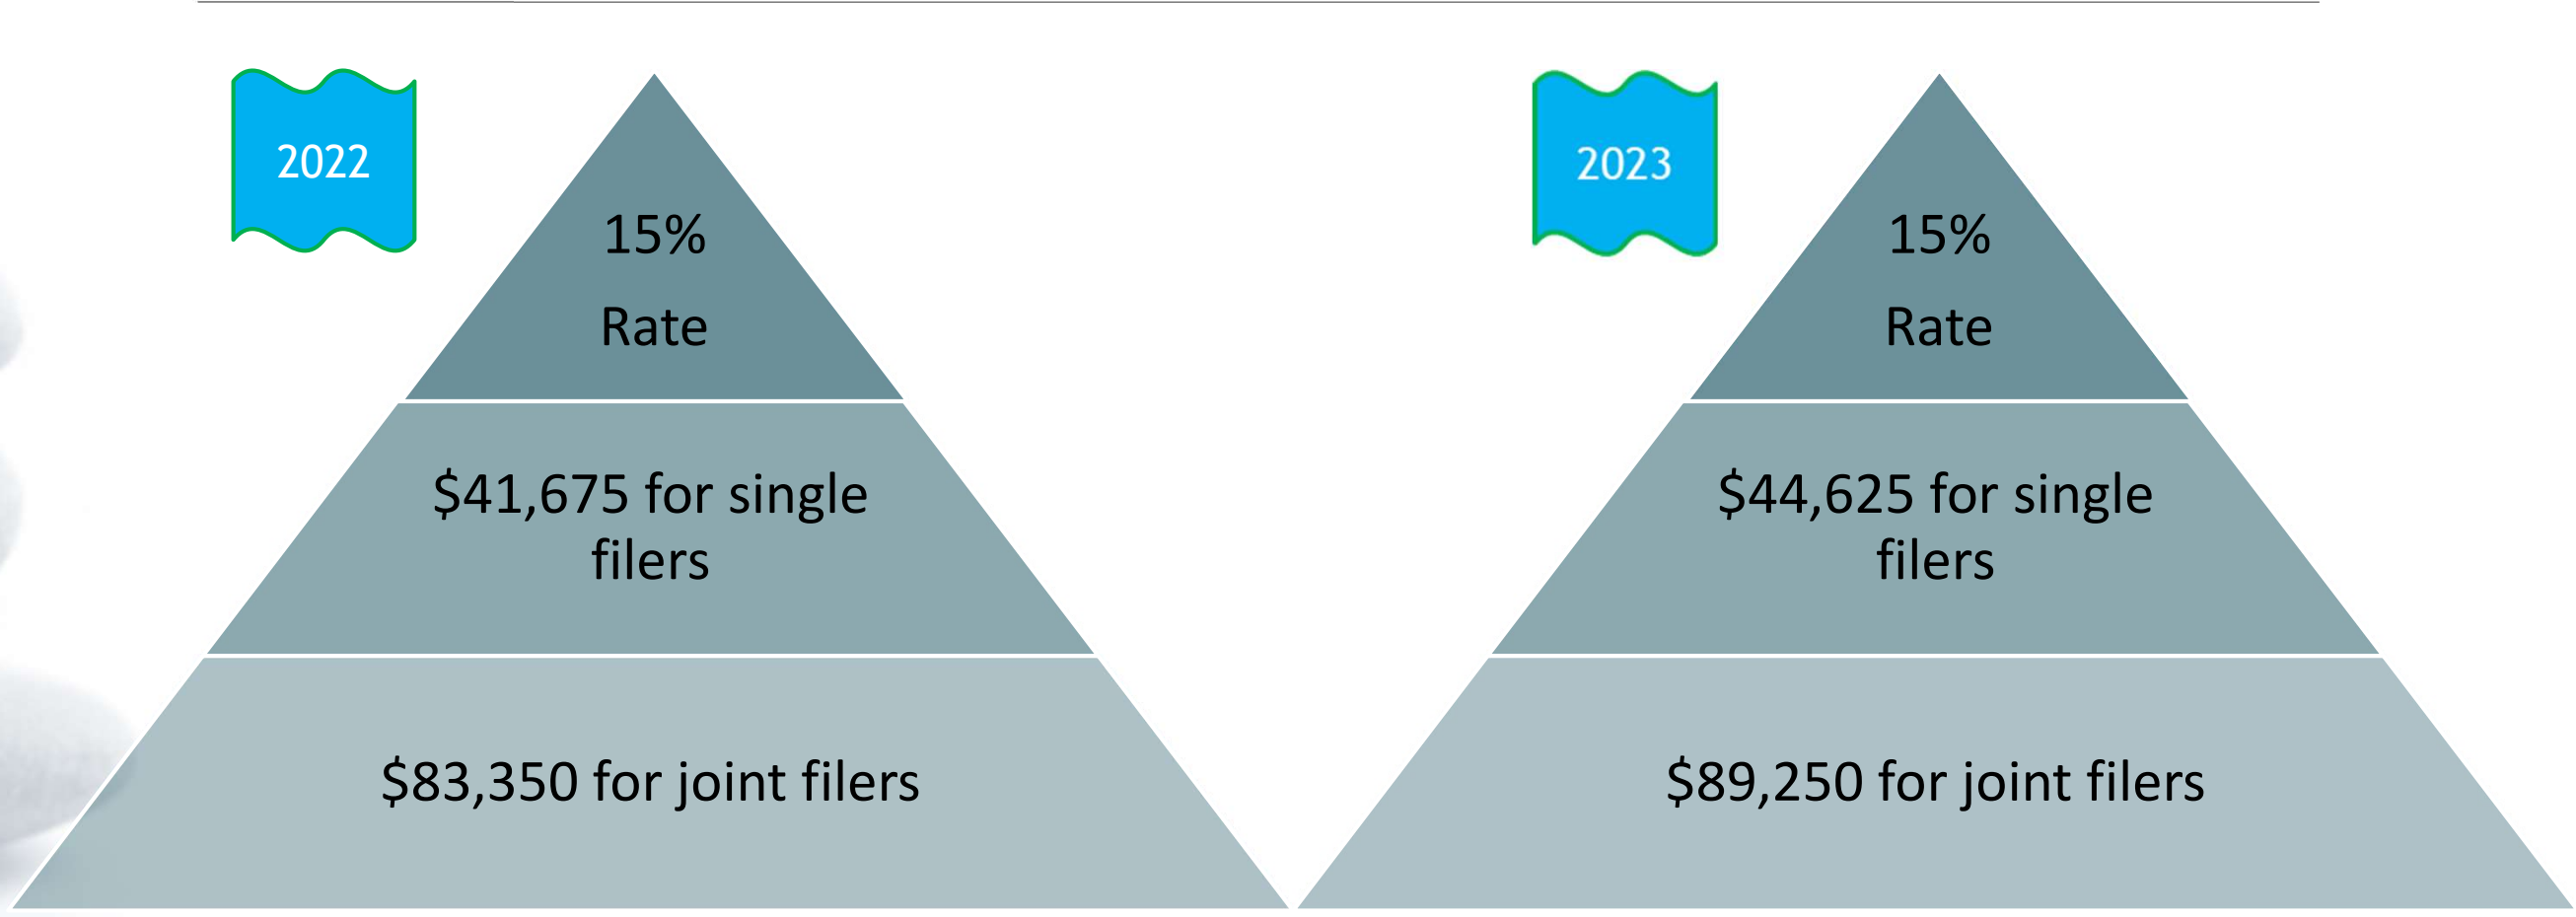 2022
15%
Rate
$41,675 for single
filers
$83,350 for joint filers
2023
15%
Rate
$44,625 for single
filers
$89,250 for joint filers